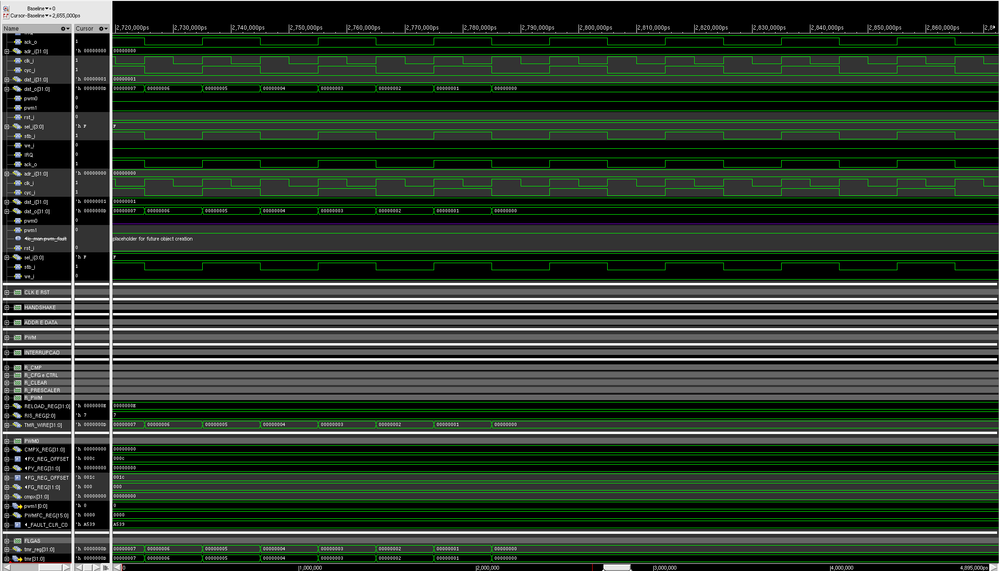 Baseline▼= 0
Cursor-Baseline▼= 2,655,000ps
Name Cursor 2,720,000ps 2,730,000ps 2,740,000ps 2,750,000ps 2,760,000ps 2,770,000ps 2,780,000ps 2,790,000ps 2,800,000ps 2,810,000ps 2,820,000ps 2,830,000ps 2,840,000ps 2,850,000ps 2,860,000ps 2,8
IRQ
ack_o 1
adr_i[31:0] 'h 00000000 00000000
clk_i 1
cyc_i 1
dat_i[31:0] 'h 00000001 00000001
dat_o[31:0] 'h 0000000D 00000007 00000006 00000005 00000004 00000003 00000002 00000001 00000000
pwm0 0
pwm1 0
rst_i 0
sel_i[3:0] 'h F F
stb_i 1
we_i 0
IRQ 0
ack_o 1
adr_i[31:0] 'h 00000000 00000000
clk_i 1
cyc_i 1
dat_i[31:0] 'h 00000001 00000001
dat_o[31:0] 'h 0000000D 00000007 00000006 00000005 00000004 00000003 00000002 00000001 00000000
pwm0 0
pwm1 0
placeholder for future object creation
rst_i 0
sel_i[3:0] 'h F F
stb_i 1
we_i 0
CLK E RST
HANDSHAKE
ADDR E DATA
PWM
INTERRUPCAO
R_CMP
R_CFG e CTRL
R_CLEAR
R_PRESCALER
R_PWM
RELOAD_REG[31:0] 'h 0000000E 0000000E
RIS_REG[2:0] 'h 7 7
TMR_WIRE[31:0] 'h 0000000D 00000007 00000006 00000005 00000004 00000003 00000002 00000001 00000000
PWM0
CMPX_REG[31:0] 'h 00000000 00000000
PX_REG_OFFSET 'h 000c 000c
PV_REG[31:0] 'h 00000000 00000000
FG_REG_OFFSET 'h 001c 001c
FG_REG[11:0] 'h 000 000
cmpx[31:0] 'h 00000000 00000000
pwm1[0:0] 'h 0 0
PWMFC_REG[15:0] 'h 0000 0000
_FAULT_CLR_CO 'h A539 A539
FLGAS
tmr_reg[31:0] 'h 0000000D 00000007 00000006 00000005 00000004 00000003 00000002 00000001 00000000
tmr[31:0] 'h 0000000D 00000007 00000006 00000005 00000004 00000003 00000002 00000001 00000000
0 1,000,000 2,000,000 3,000,000 4,000,000 4,895,000ps